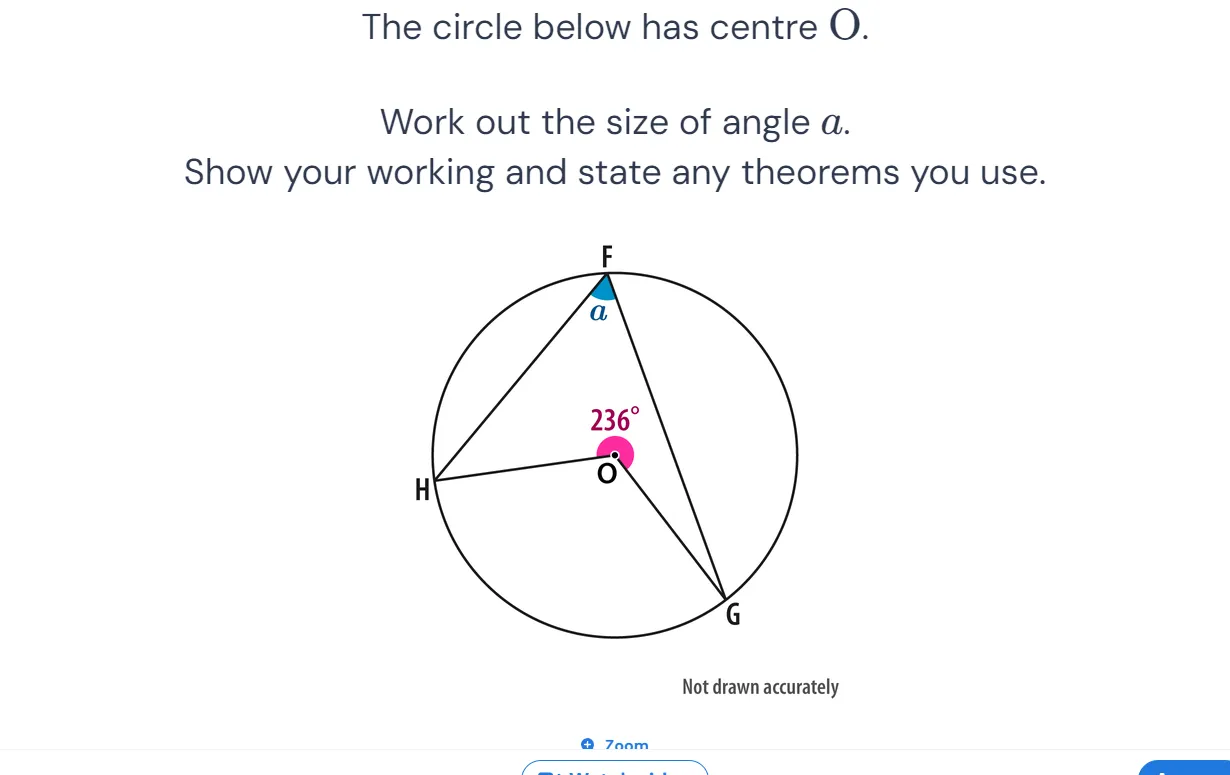 The circle below has centre O.
Work out the size of angle a.
Show your working and state any theorems you use.
F
a
236°
O
H
G
Not drawn accurately
Zoom